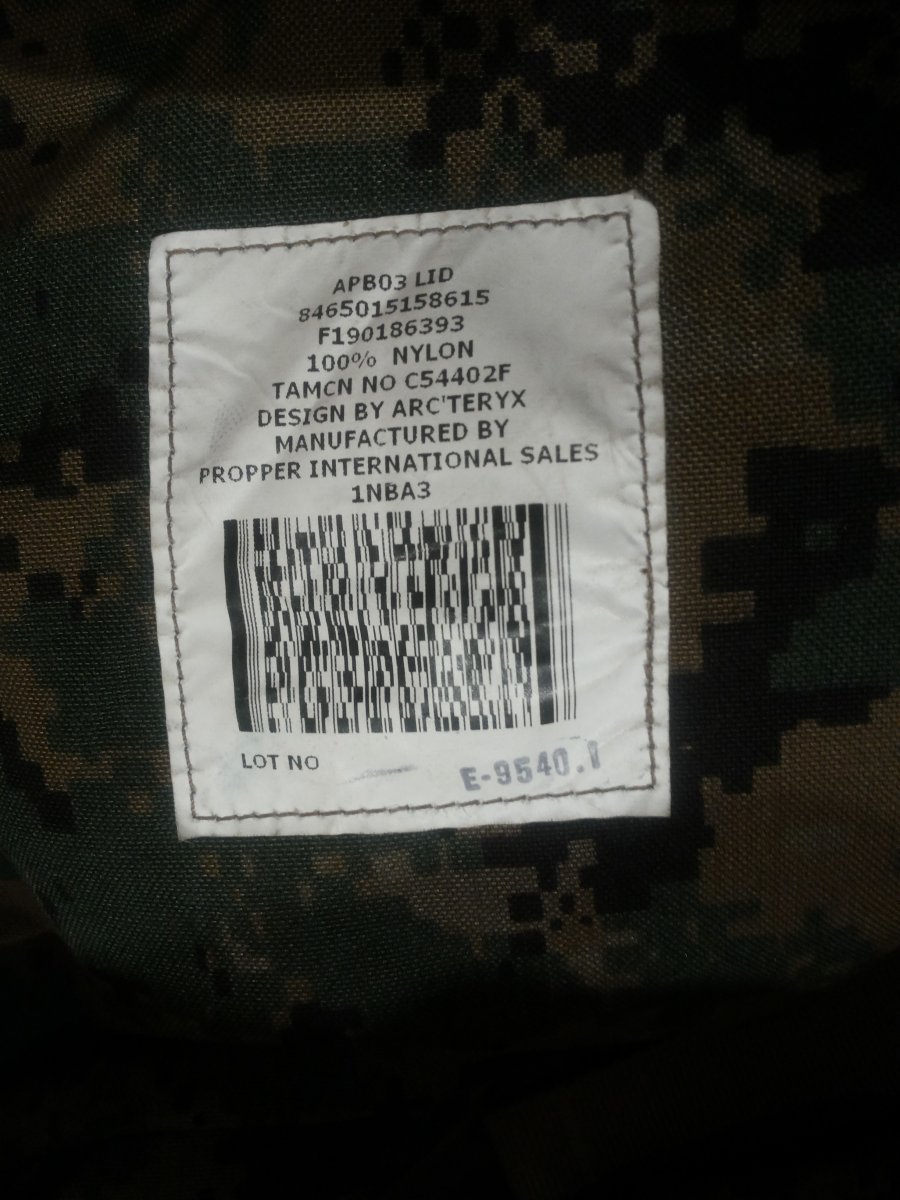 APB03 LID
8465015158615
F190186393
100% NYLON
TAMCN NO C54402F
DESIGN BY ARC'TERYX
MANUFACTURED BY
PROPPER INTERNATIONAL SALES
1NBA3
LOT NO E-9540.1